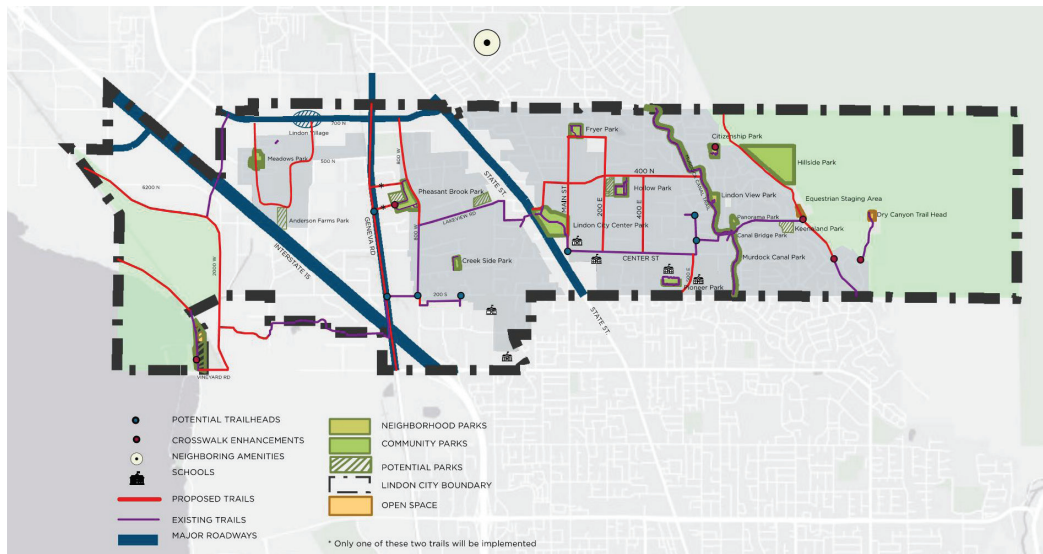 Fryer Park
Citizenship Park
Lindon Village
700 N
Meadows Park
500 N
600 W
Hillside Park
400 N
STATE ST.
Hollow Park
MAIN ST
200 E
400 E
Lindon View Park
Equestrian Staging Area
6200 N
Pheasant Brook Park
LAKEVIEW RD
Anderson Farms Park
Lindon City Center Park
Panorama Park
Keensland Park
Dry Canyon Trail Head
GENEVA RD
800 W
Canal Bridge Park
CENTER ST
INTERSTATE 15
2000 W
Creek Side Park
Murdock Canal Park
Pioneer Park
200 S
STATE ST.
VINEYARD RD
POTENTIAL TRAILHEADS
CROSSWALK ENHANCEMENTS
NEIGHBORING AMENITIES
SCHOOLS
PROPOSED TRAILS
EXISTING TRAILS
MAJOR ROADWAYS
NEIGHBORHOOD PARKS
COMMUNITY PARKS
POTENTIAL PARKS
LINDON CITY BOUNDARY
OPEN SPACE
* Only one of these two trails will be implemented